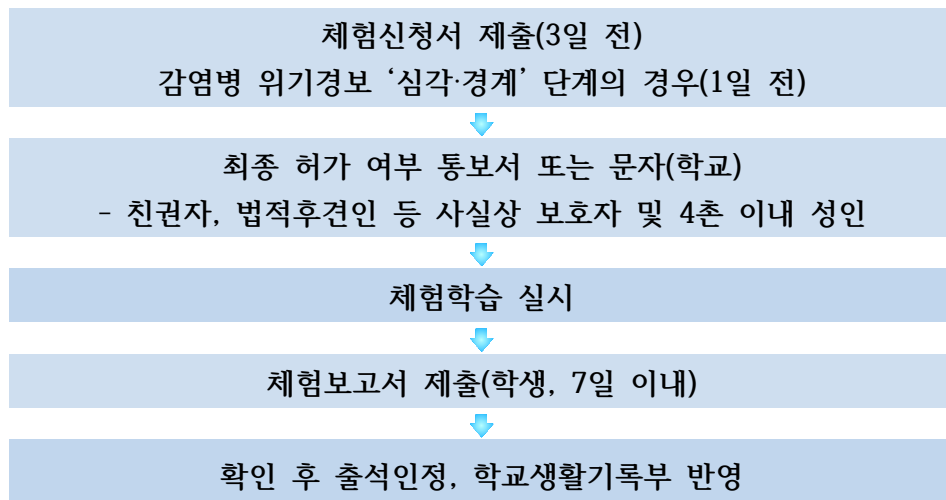 체험신청서 제출(3일 전)
감염병 위기경보 ‘심각·경계’ 단계의 경우(1일 전)
최종 허가 여부 통보서 또는 문자(학교)
- 친권자, 법적후견인 등 사실상 보호자 및 4촌 이내 성인
체험학습 실시
체험보고서 제출(학생, 7일 이내)
확인 후 출석인정, 학교생활기록부 반영